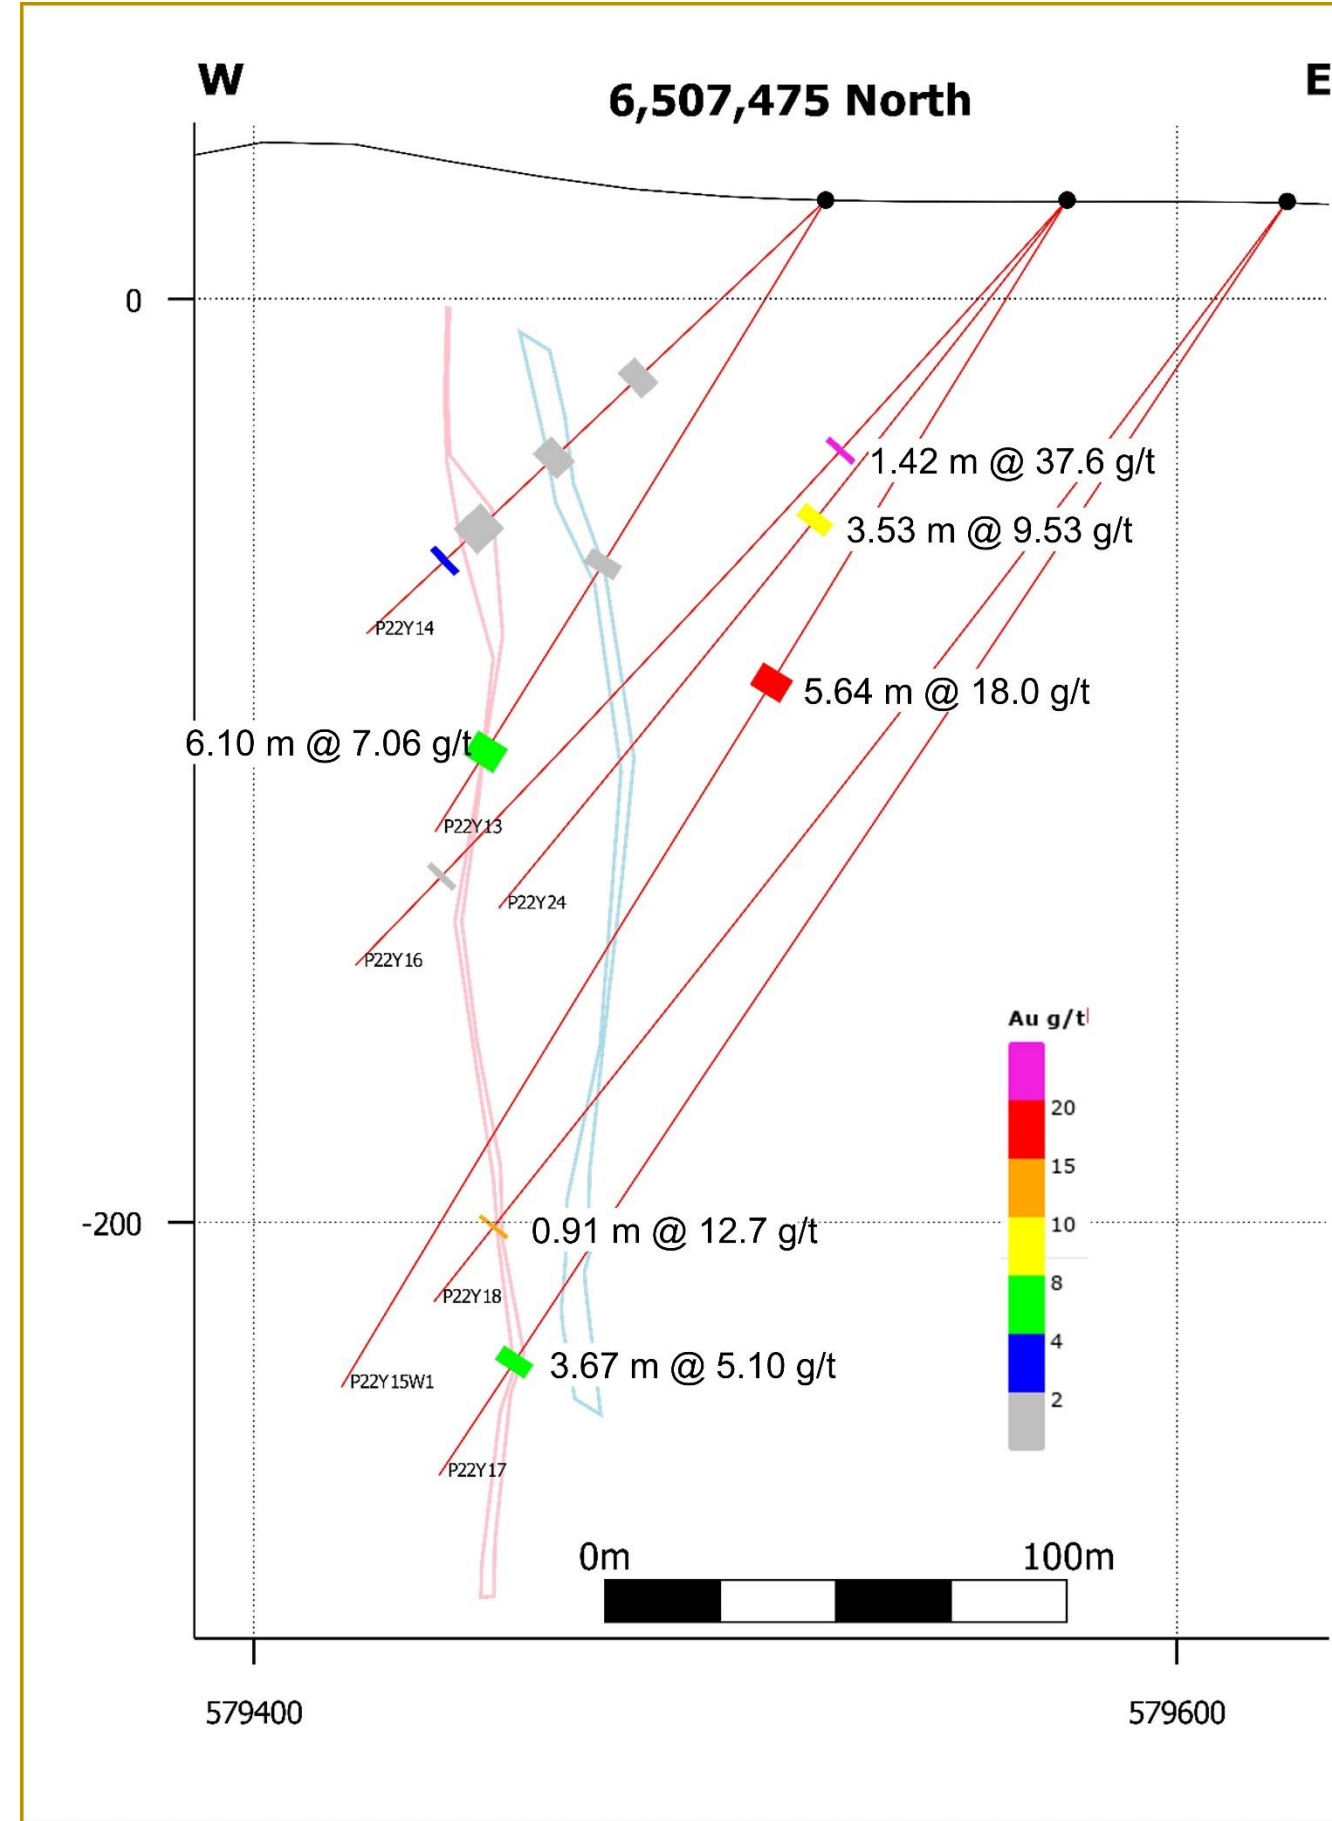 W
6,507,475 North
E
0
1.42 m @ 37.6 g/t
3.53 m @ 9.53 g/t
P22Y14
5.64 m @ 18.0 g/t
6.10 m @ 7.06 g/t
P22Y13
P22Y24
P22Y16
Au g/t
20
15
10
8
4
2
-200
0.91 m @ 12.7 g/t
P22Y18
3.67 m @ 5.10 g/t
P22Y15W1
P22Y17
0m
100m
579400
579600